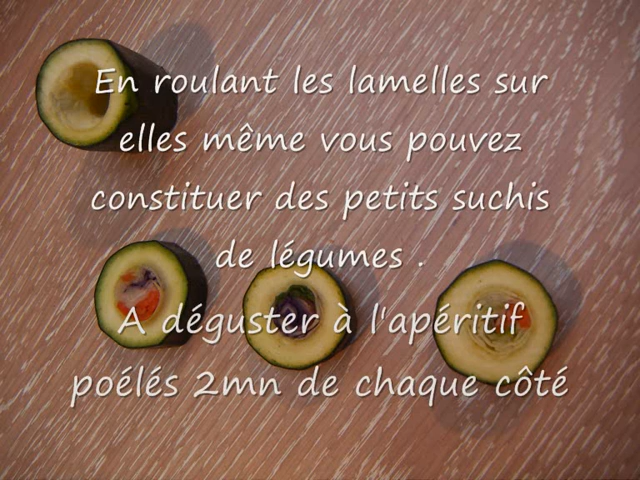 En roulant les lamelles sur
elles même vous pouvez
constituer des petits suchis
de légumes .
A déguster à l'apéritif
poélés 2mn de chaque côté